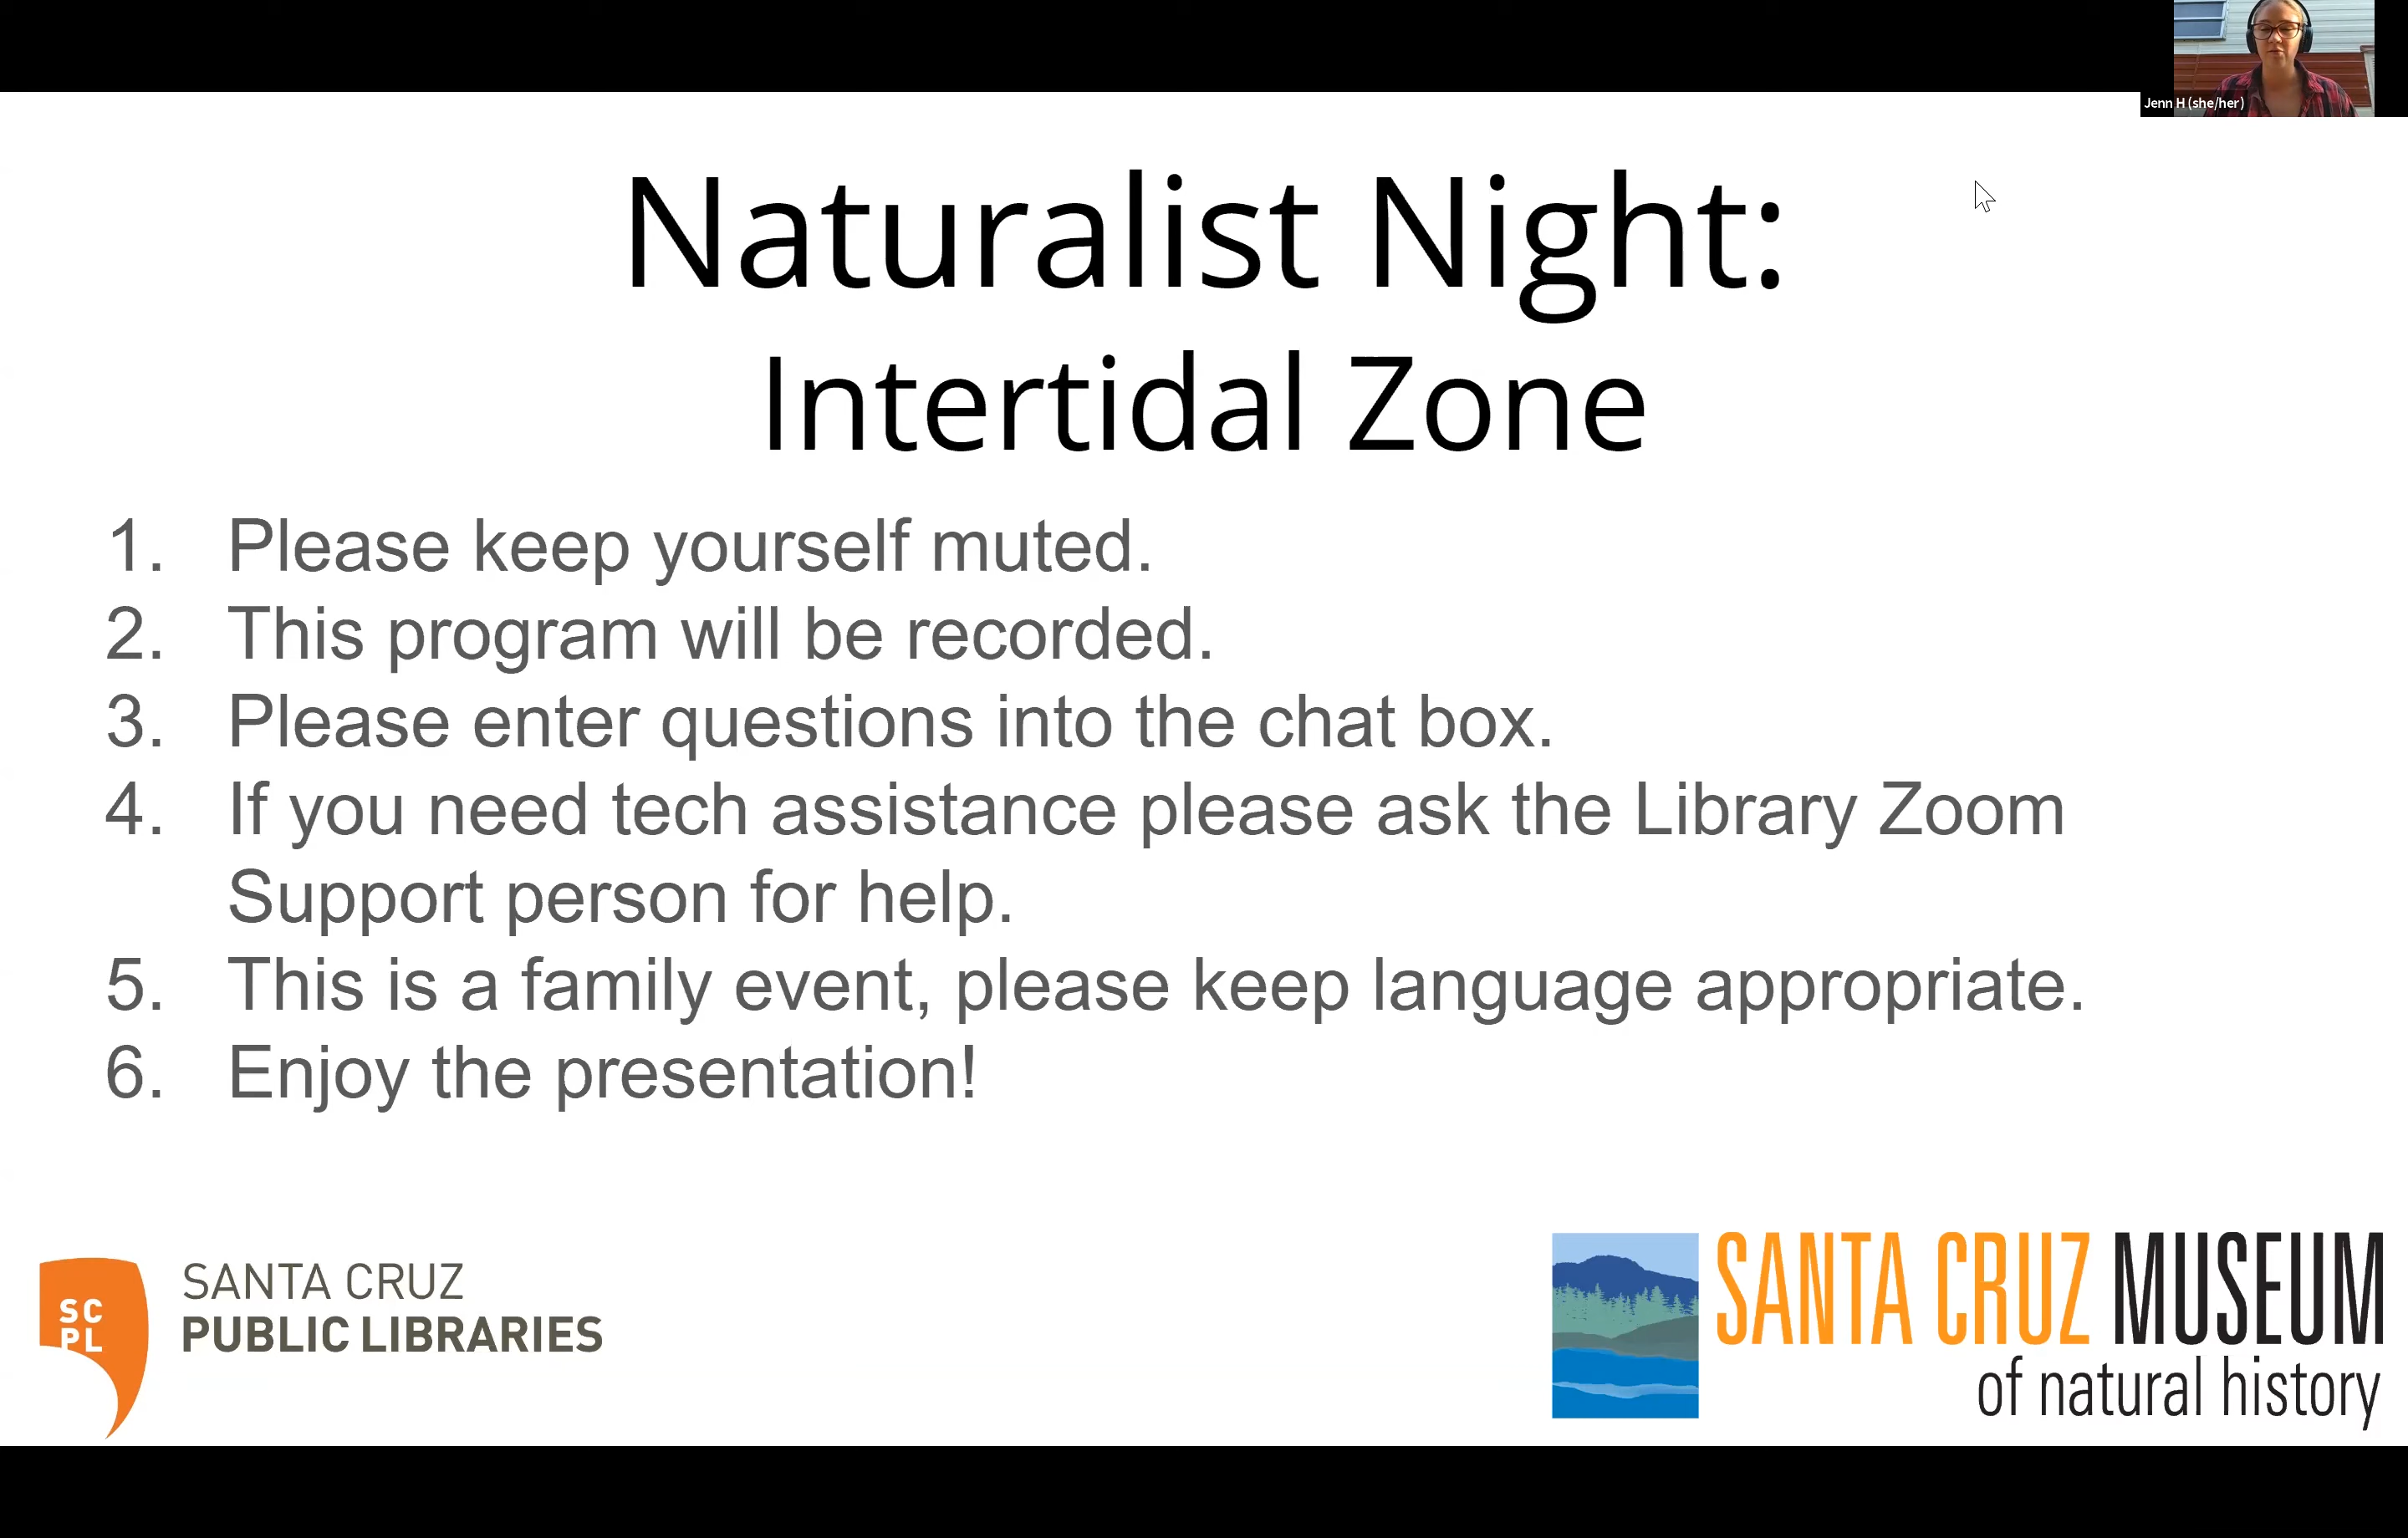 Jenn H (she/her)
Naturalist Night:
Intertidal Zone
1. Please keep yourself muted.
2. This program will be recorded.
3. Please enter questions into the chat box.
4. If you need tech assistance please ask the Library Zoom
Support person for help.
5. This is a family event, please keep language appropriate.
6. Enjoy the presentation!
SC
PL
SANTA CRUZ
PUBLIC LIBRARIES
SANTA CRUZ MUSEUM
of natural history